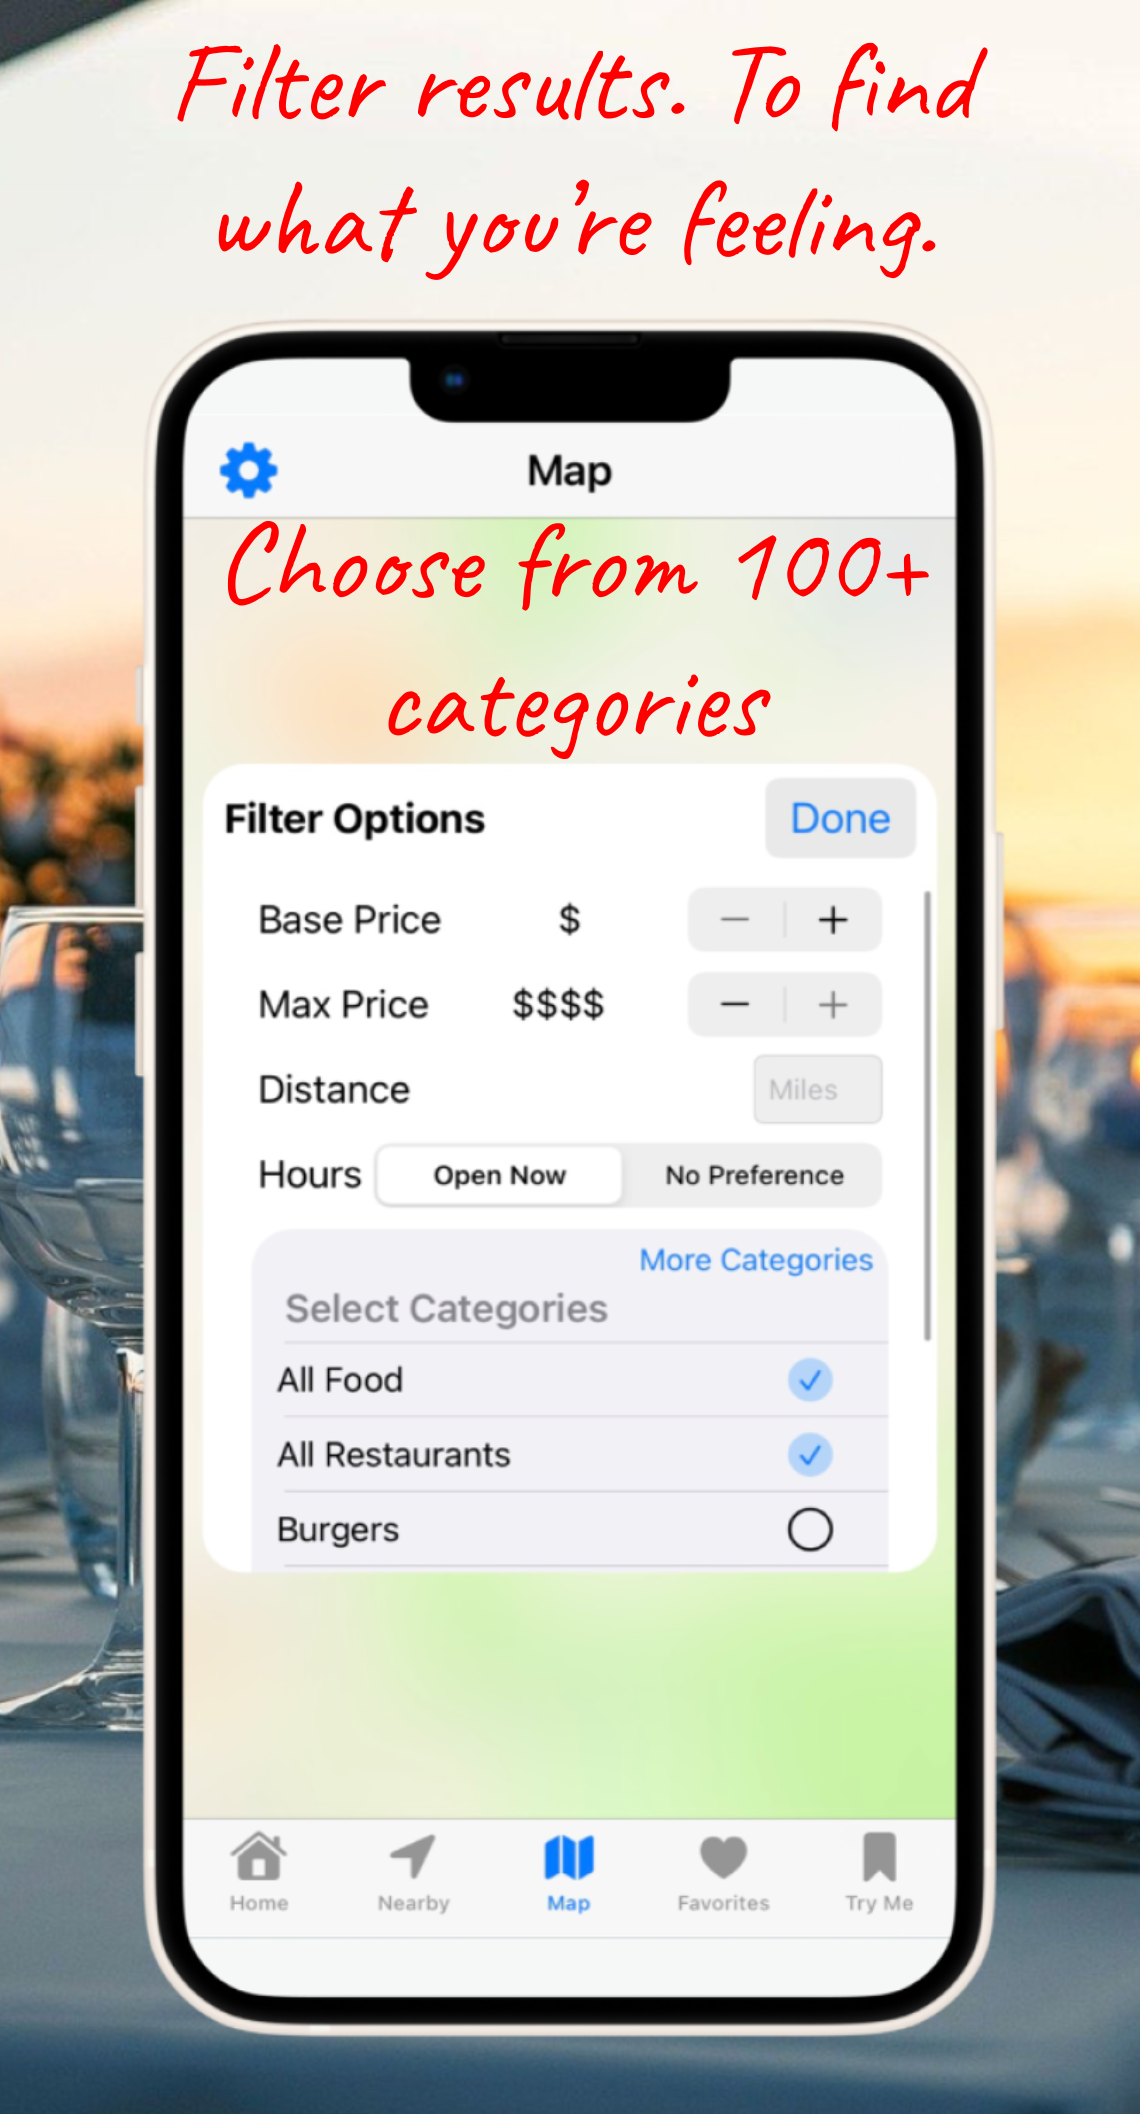 Filter results. To find
what you're feeling.
Map
Choose from 100+
categories
Filter Options Done
Base Price $ — +
Max Price $$$$ — +
Distance Miles
Hours Open Now No Preference
More Categories
Select Categories
All Food
All Restaurants
Burgers
Home Nearby Map Favorites Try Me